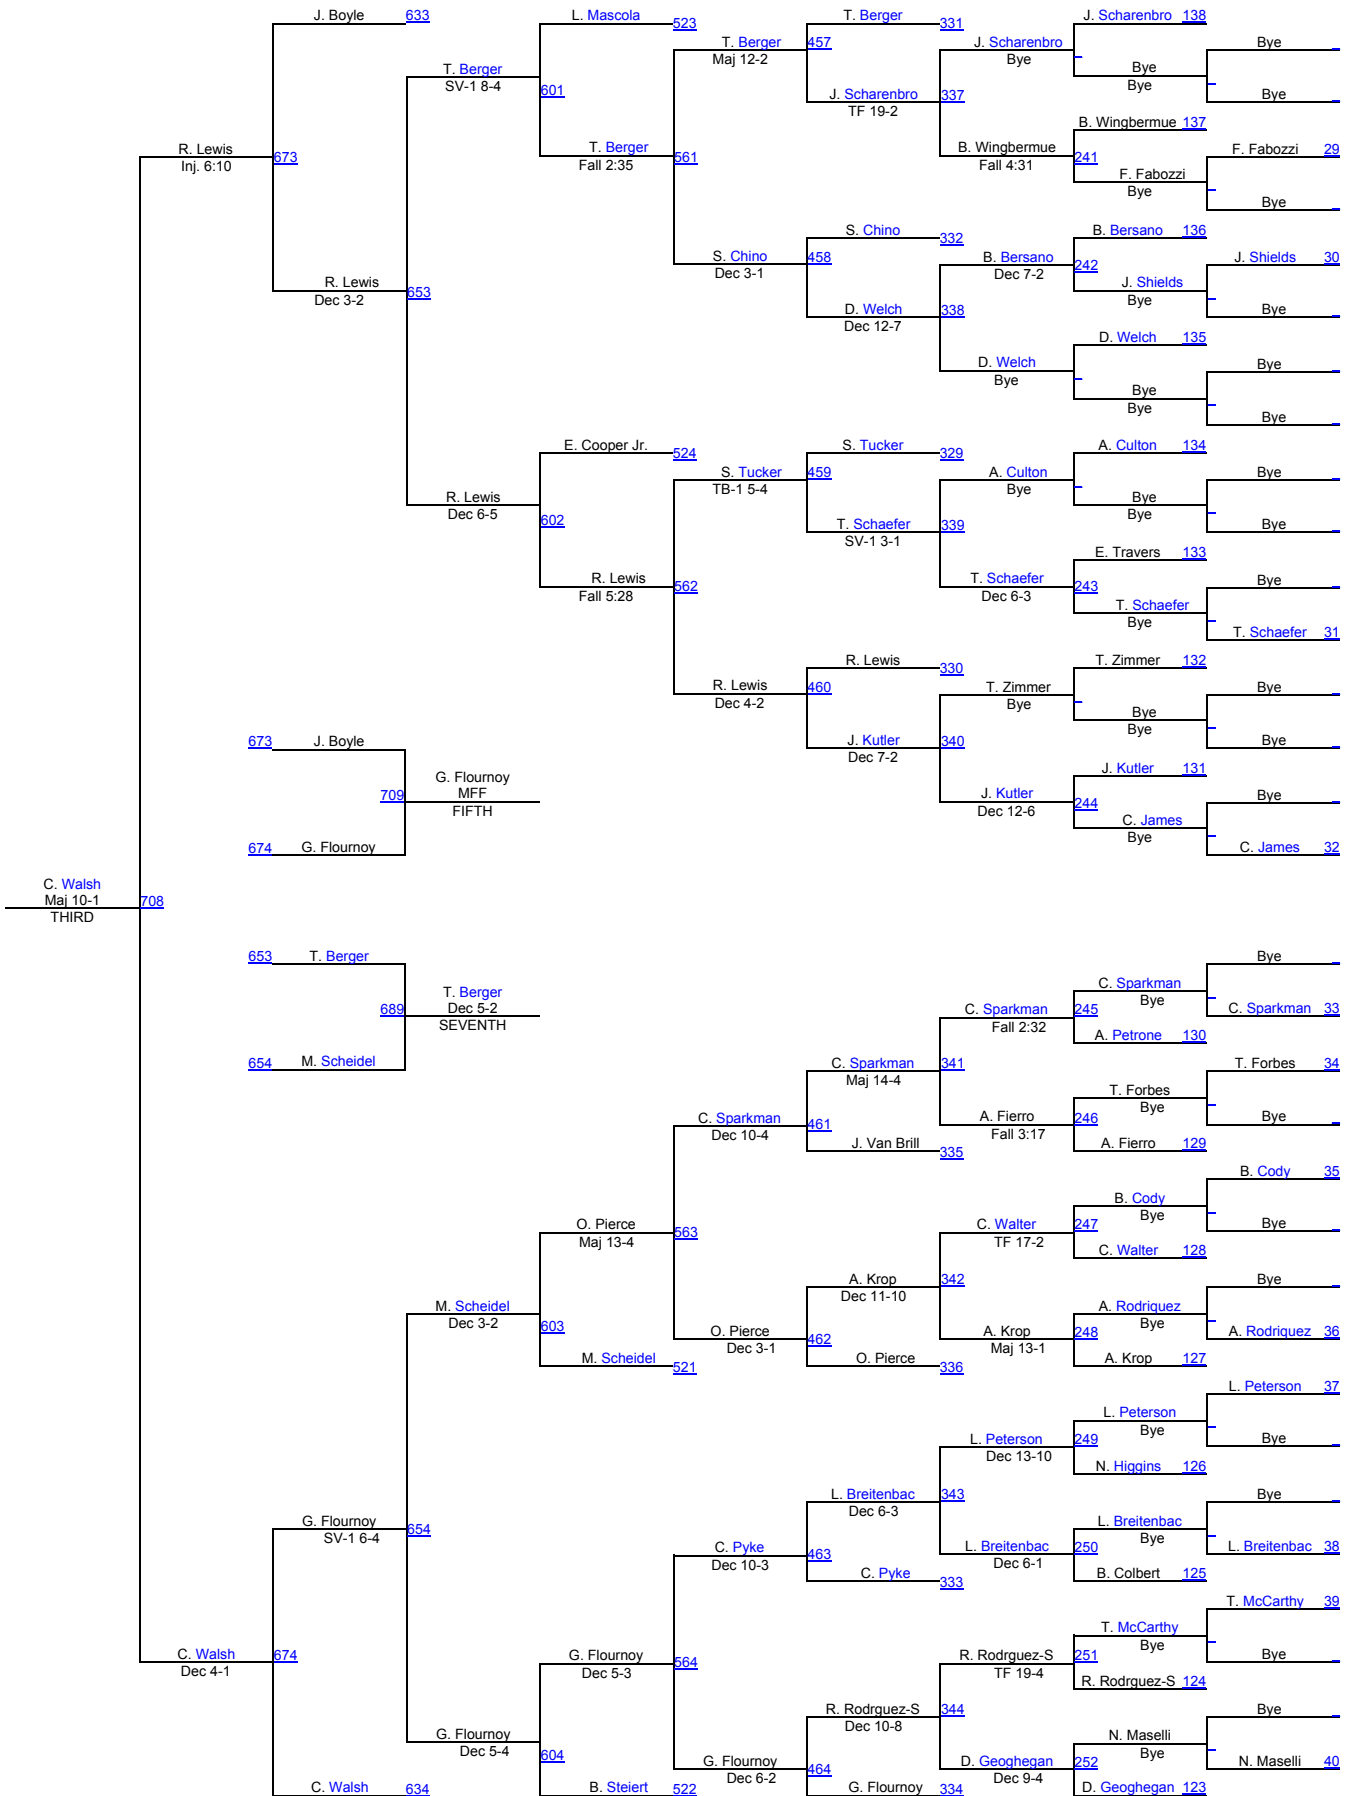 J. Boyle 633 L. Mascola 523 T. Berger 331 J. Scharenbro 138
T. Berger 457 J. Scharenbro Bye
Maj 12-2 Bye
T. Berger Bye
SV-1 8-4 601 Bye
J. Scharenbro 337 Bye
TF 19-2
B. Wingbermue 137
R. Lewis 673 T. Berger 561 B. Wingbermue 241 F. Fabozzi 29
Inj. 6:10 Fall 2:35 Fall 4:31
F. Fabozzi
Bye
Bye
S. Chino 332 B. Bersano 136
S. Chino 458 B. Bersano 242 J. Shields 30
Dec 3-1 Dec 7-2
R. Lewis 653 J. Shields
Dec 3-2 Bye
D. Welch 338 Bye
Dec 12-7
D. Welch 135
D. Welch Bye
Bye
Bye
Bye
Bye
E. Cooper Jr. 524 S. Tucker 329 A. Culton 134
S. Tucker 459 A. Culton Bye
TB-1 5-4 Bye
R. Lewis Bye
Dec 6-5 602 Bye
T. Schaefer 339 Bye
SV-1 3-1
E. Travers 133
R. Lewis 562 T. Schaefer 243 Bye
Fall 5:28 Dec 6-3
T. Schaefer
Bye
T. Schaefer 31
R. Lewis 330 T. Zimmer 132
R. Lewis 460 T. Zimmer Bye
Dec 4-2 Bye
Bye
Bye
673 J. Boyle J. Kutler 340 Bye
Dec 7-2
G. Flournoy J. Kutler 131
709 MFF J. Kutler 244 Bye
FIFTH Dec 12-6
C. James
Bye
674 G. Flournoy C. James 32
C. Walsh
Maj 10-1 708
THIRD
653 T. Berger Bye
T. Berger C. Sparkman
689 Dec 5-2 Bye
SEVENTH C. Sparkman 245 C. Sparkman 33
Fall 2:32
A. Petrone 130
654 M. Scheidel C. Sparkman 341 T. Forbes 34
Maj 14-4
T. Forbes
Bye
C. Sparkman 461 A. Fierro 246 Bye
Dec 10-4 Fall 3:17
J. Van Brill 335 A. Fierro 129
B. Cody 35
B. Cody
Bye
O. Pierce 563 C. Walter 247 Bye
Maj 13-4 TF 17-2
C. Walter 128
A. Krop 342 Bye
Dec 11-10
M. Scheidel A. Rodriquez
Dec 3-2 603 Bye
O. Pierce 462 A. Krop 248 A. Rodriquez 36
Dec 3-1 Maj 13-1
M. Scheidel 521 O. Pierce 336 A. Krop 127
L. Peterson 37
L. Peterson
Bye
L. Peterson 249 Bye
Dec 13-10
N. Higgins 126
L. Breitenbac 343 Bye
Dec 6-3
G. Flournoy 654 L. Breitenbac
SV-1 6-4 Bye
C. Pyke 463 L. Breitenbac 250 L. Breitenbac 38
Dec 10-3 Dec 6-1
C. Pyke 333 B. Colbert 125
T. McCarthy 39
T. McCarthy
Bye
C. Walsh 674 G. Flournoy 564 R. Rodrguez-S 251 Bye
Dec 4-1 Dec 5-3 TF 19-4
R. Rodrguez-S 124
R. Rodrguez-S 344 Bye
Dec 10-8
G. Flournoy N. Maselli
Dec 5-4 604 Bye
G. Flournoy 464 D. Geoghegan 252 N. Maselli 40
Dec 6-2 Dec 9-4
C. Walsh 634 B. Steiert 522 G. Flournoy 334 D. Geoghegan 123